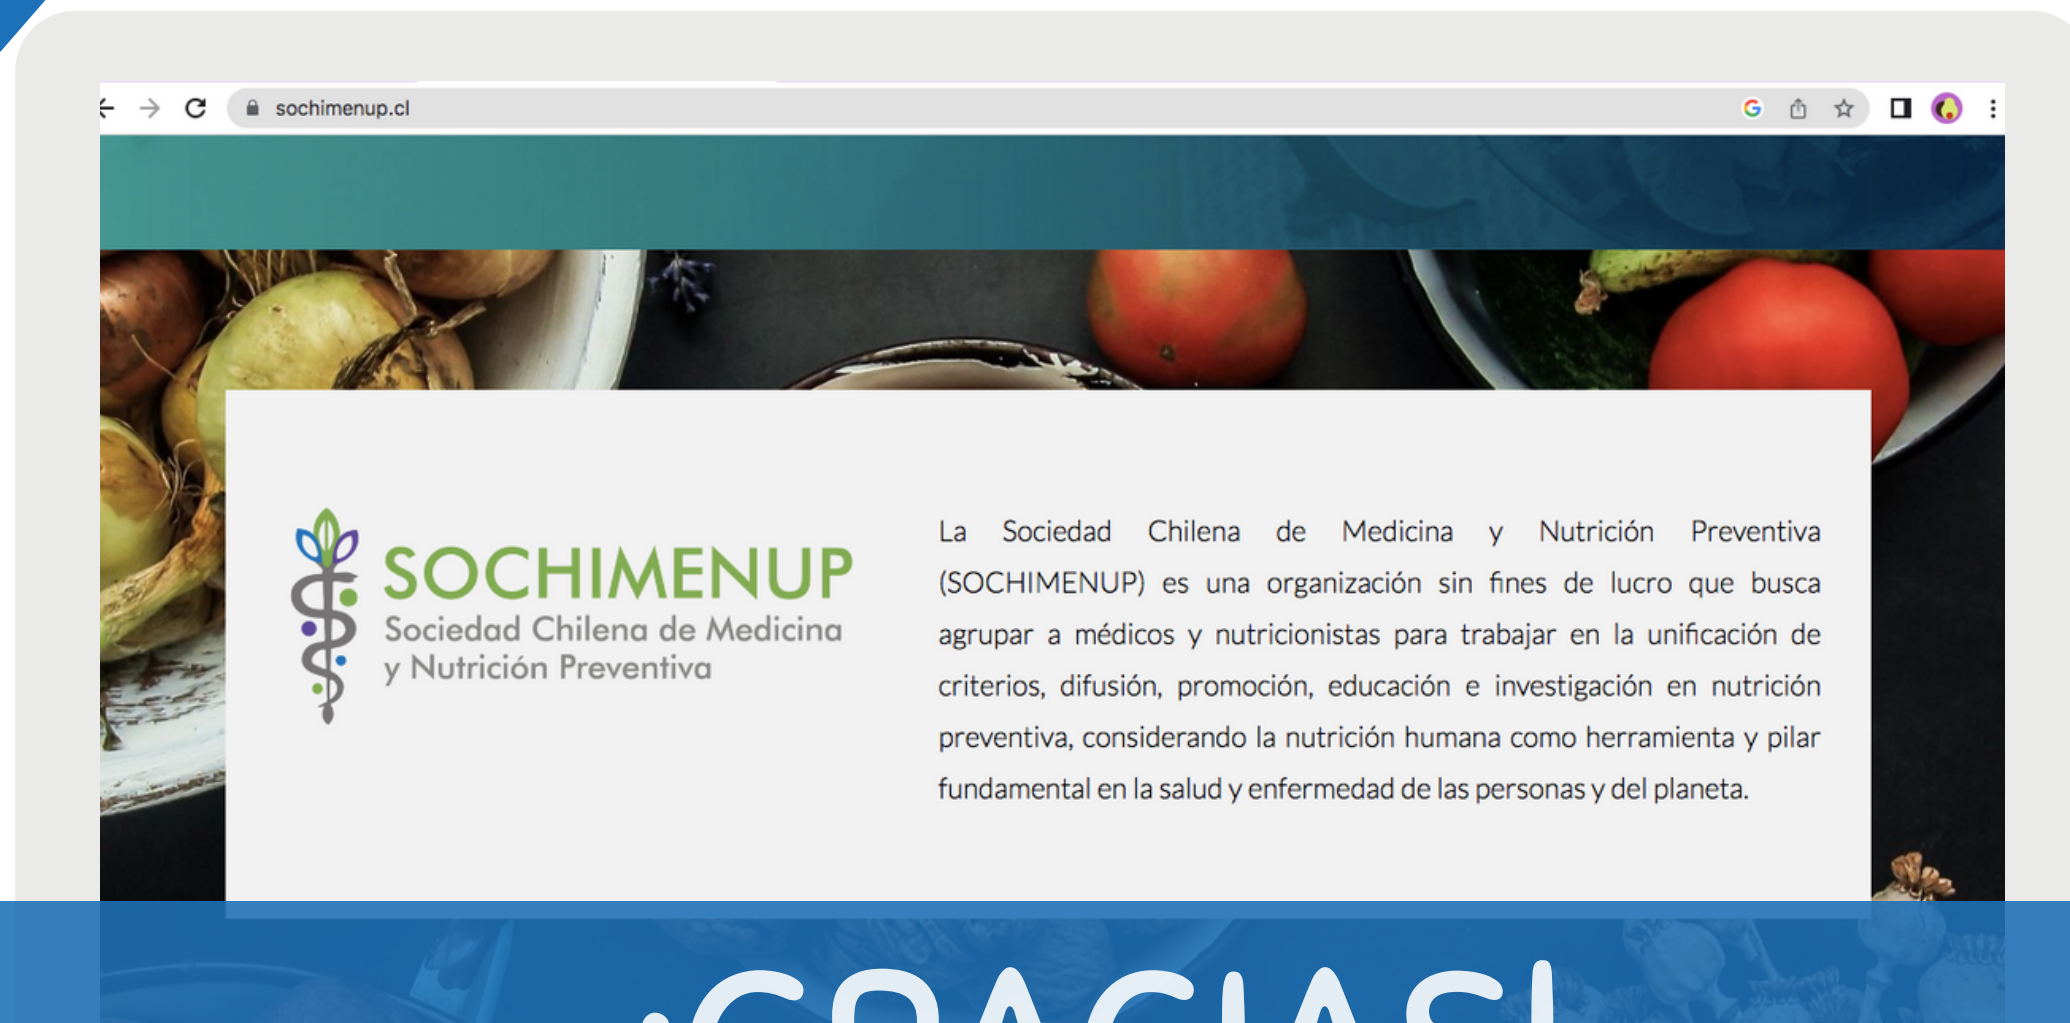 sochimenup.cl
SOCHIMENUP
Sociedad Chilena de Medicina
y Nutrición Preventiva
La Sociedad Chilena de Medicina y Nutrición Preventiva
(SOCHIMENUP) es una organización sin fines de lucro que busca
agrupar a médicos y nutricionistas para trabajar en la unificación de
criterios, difusión, promoción, educación e investigación en nutrición
preventiva, considerando la nutrición humana como herramienta y pilar
fundamental en la salud y enfermedad de las personas y del planeta.
¡GRACIAS!